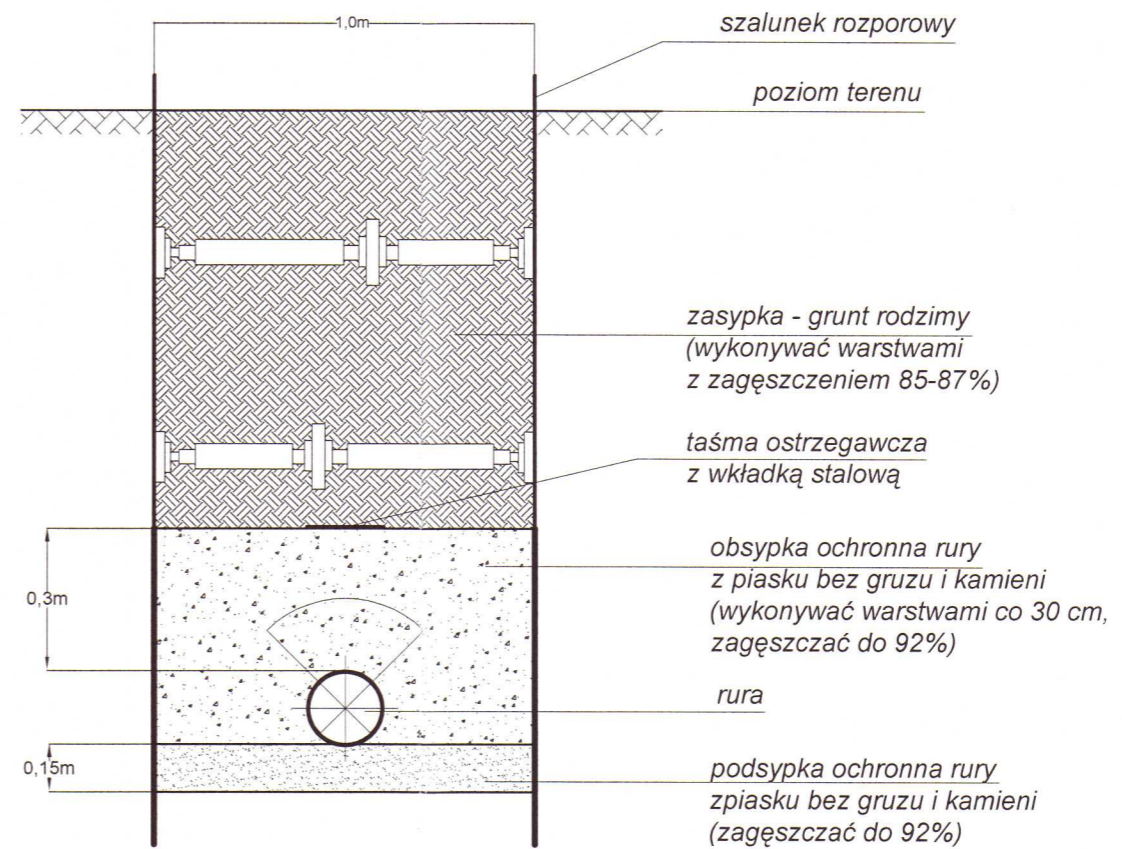 1,0m
szalunek rozporowy
poziom terenu
zasypka - grunt rodzimy
(wykonywać warstwami
z zagęszczeniem 85-87%)
taśma ostrzegawcza
z wkładką stalową
obsypka ochronna rury
z piasku bez gruzu i kamieni
(wykonywać warstwami co 30 cm,
zagęszczać do 92%)
0,3m
rura
0,15m
podsypka ochronna rury
zpiasku bez gruzu i kamieni
(zagęszczać do 92%)